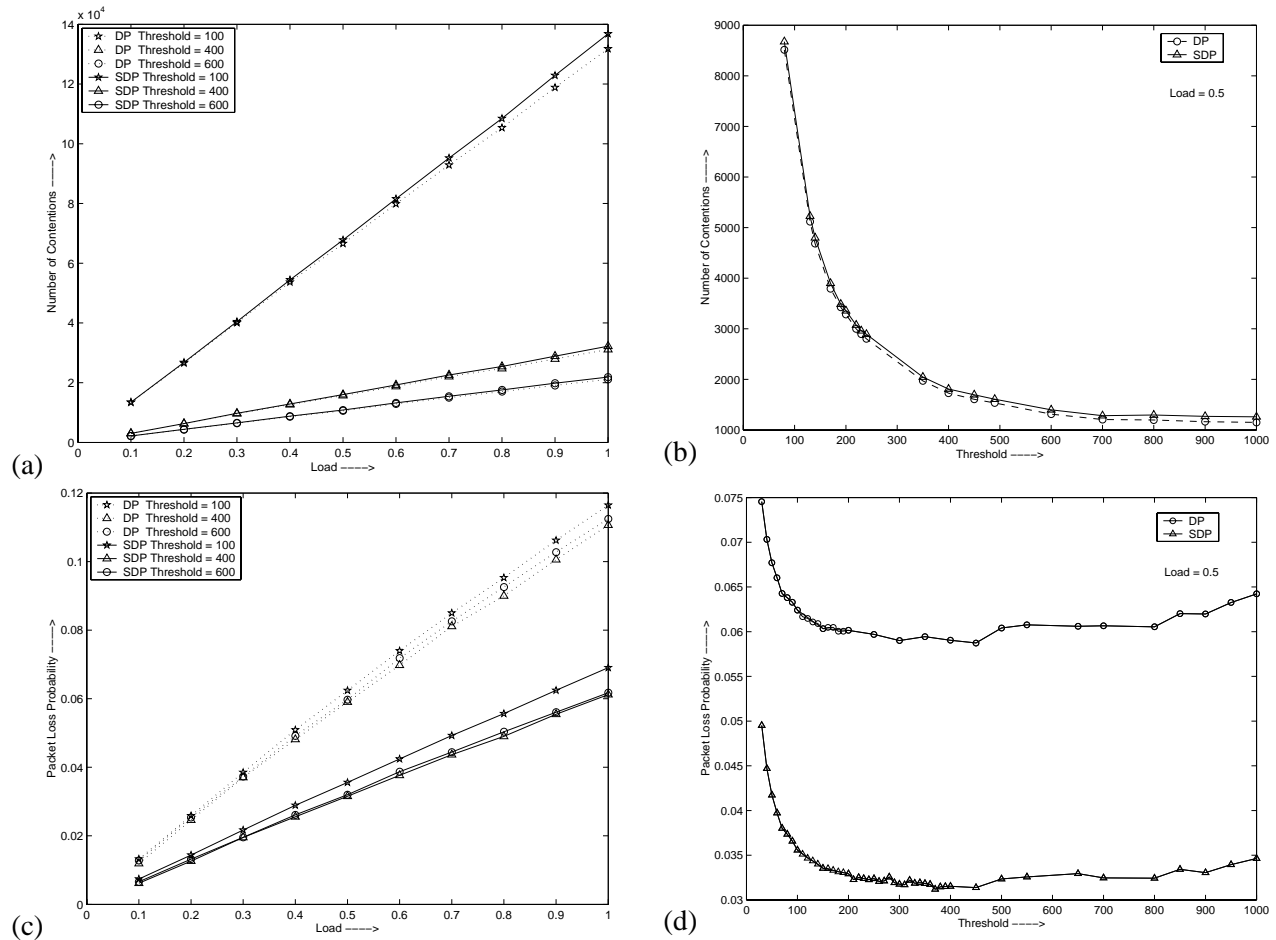 x 10⁴
14
12
10
8
6
4
2
0
0 0.1 0.2 0.3 0.4 0.5 0.6 0.7 0.8 0.9 1
Number of Contentions ---->
Load ---->
DP Threshold = 100
DP Threshold = 400
DP Threshold = 600
SDP Threshold = 100
SDP Threshold = 400
SDP Threshold = 600
(a)
9000
8000
7000
6000
5000
4000
3000
2000
1000
0 100 200 300 400 500 600 700 800 900 1000
Number of Contentions ---->
Threshold ---->
DP
SDP
Load = 0.5
(b)
0.12
0.1
0.08
0.06
0.04
0.02
0
0 0.1 0.2 0.3 0.4 0.5 0.6 0.7 0.8 0.9 1
Packet Loss Probability ---->
Load ---->
DP Threshold = 100
DP Threshold = 400
DP Threshold = 600
SDP Threshold = 100
SDP Threshold = 400
SDP Threshold = 600
(c)
0.075
0.07
0.065
0.06
0.055
0.05
0.045
0.04
0.035
0.03
0 100 200 300 400 500 600 700 800 900 1000
Packet Loss Probability ---->
Threshold ---->
DP
SDP
Load = 0.5
(d)